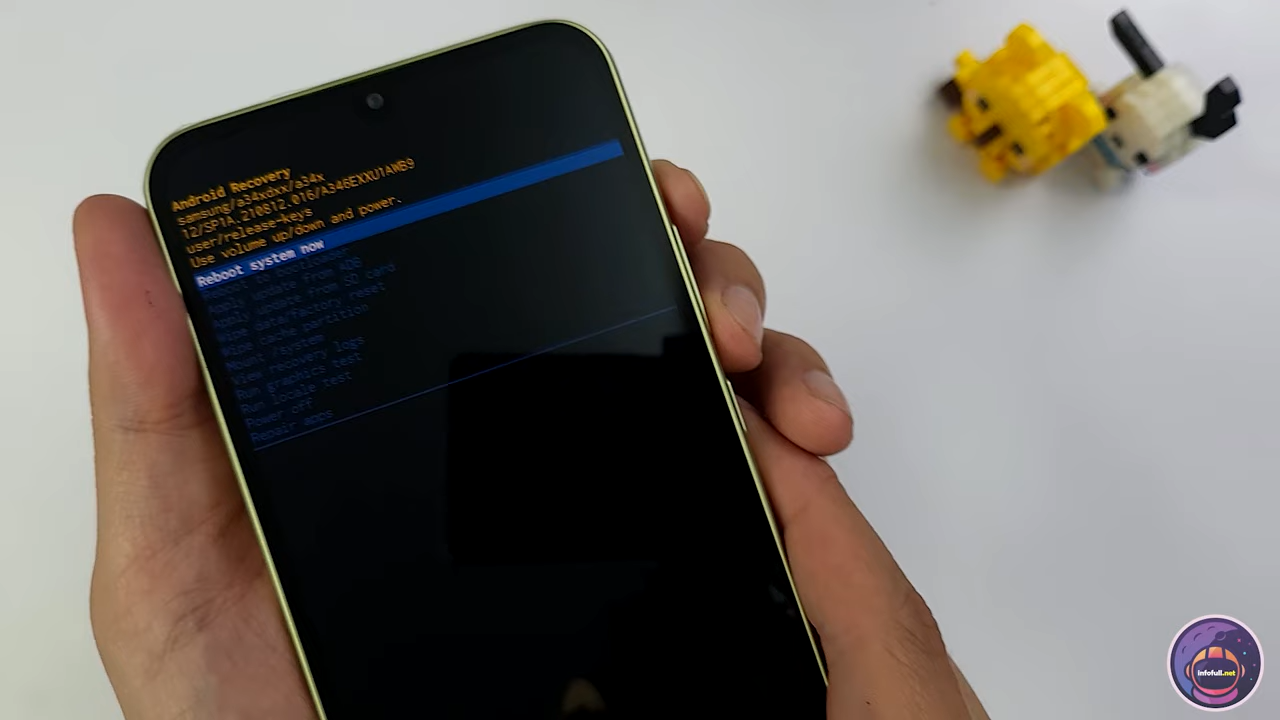 Android Recovery
samsung/a34xdxx/a34x
12/SP1A.210812.016/A346EXXU1AWB9
user/release-keys
Use volume up/down and power.
Reboot system now
Reboot to bootloader
Apply update from ADB
Apply update from SD card
Wipe data/factory reset
Wipe cache partition
Mount /system
View recovery logs
Run graphics test
Run locale test
Power off
Repair apps
infofull.net